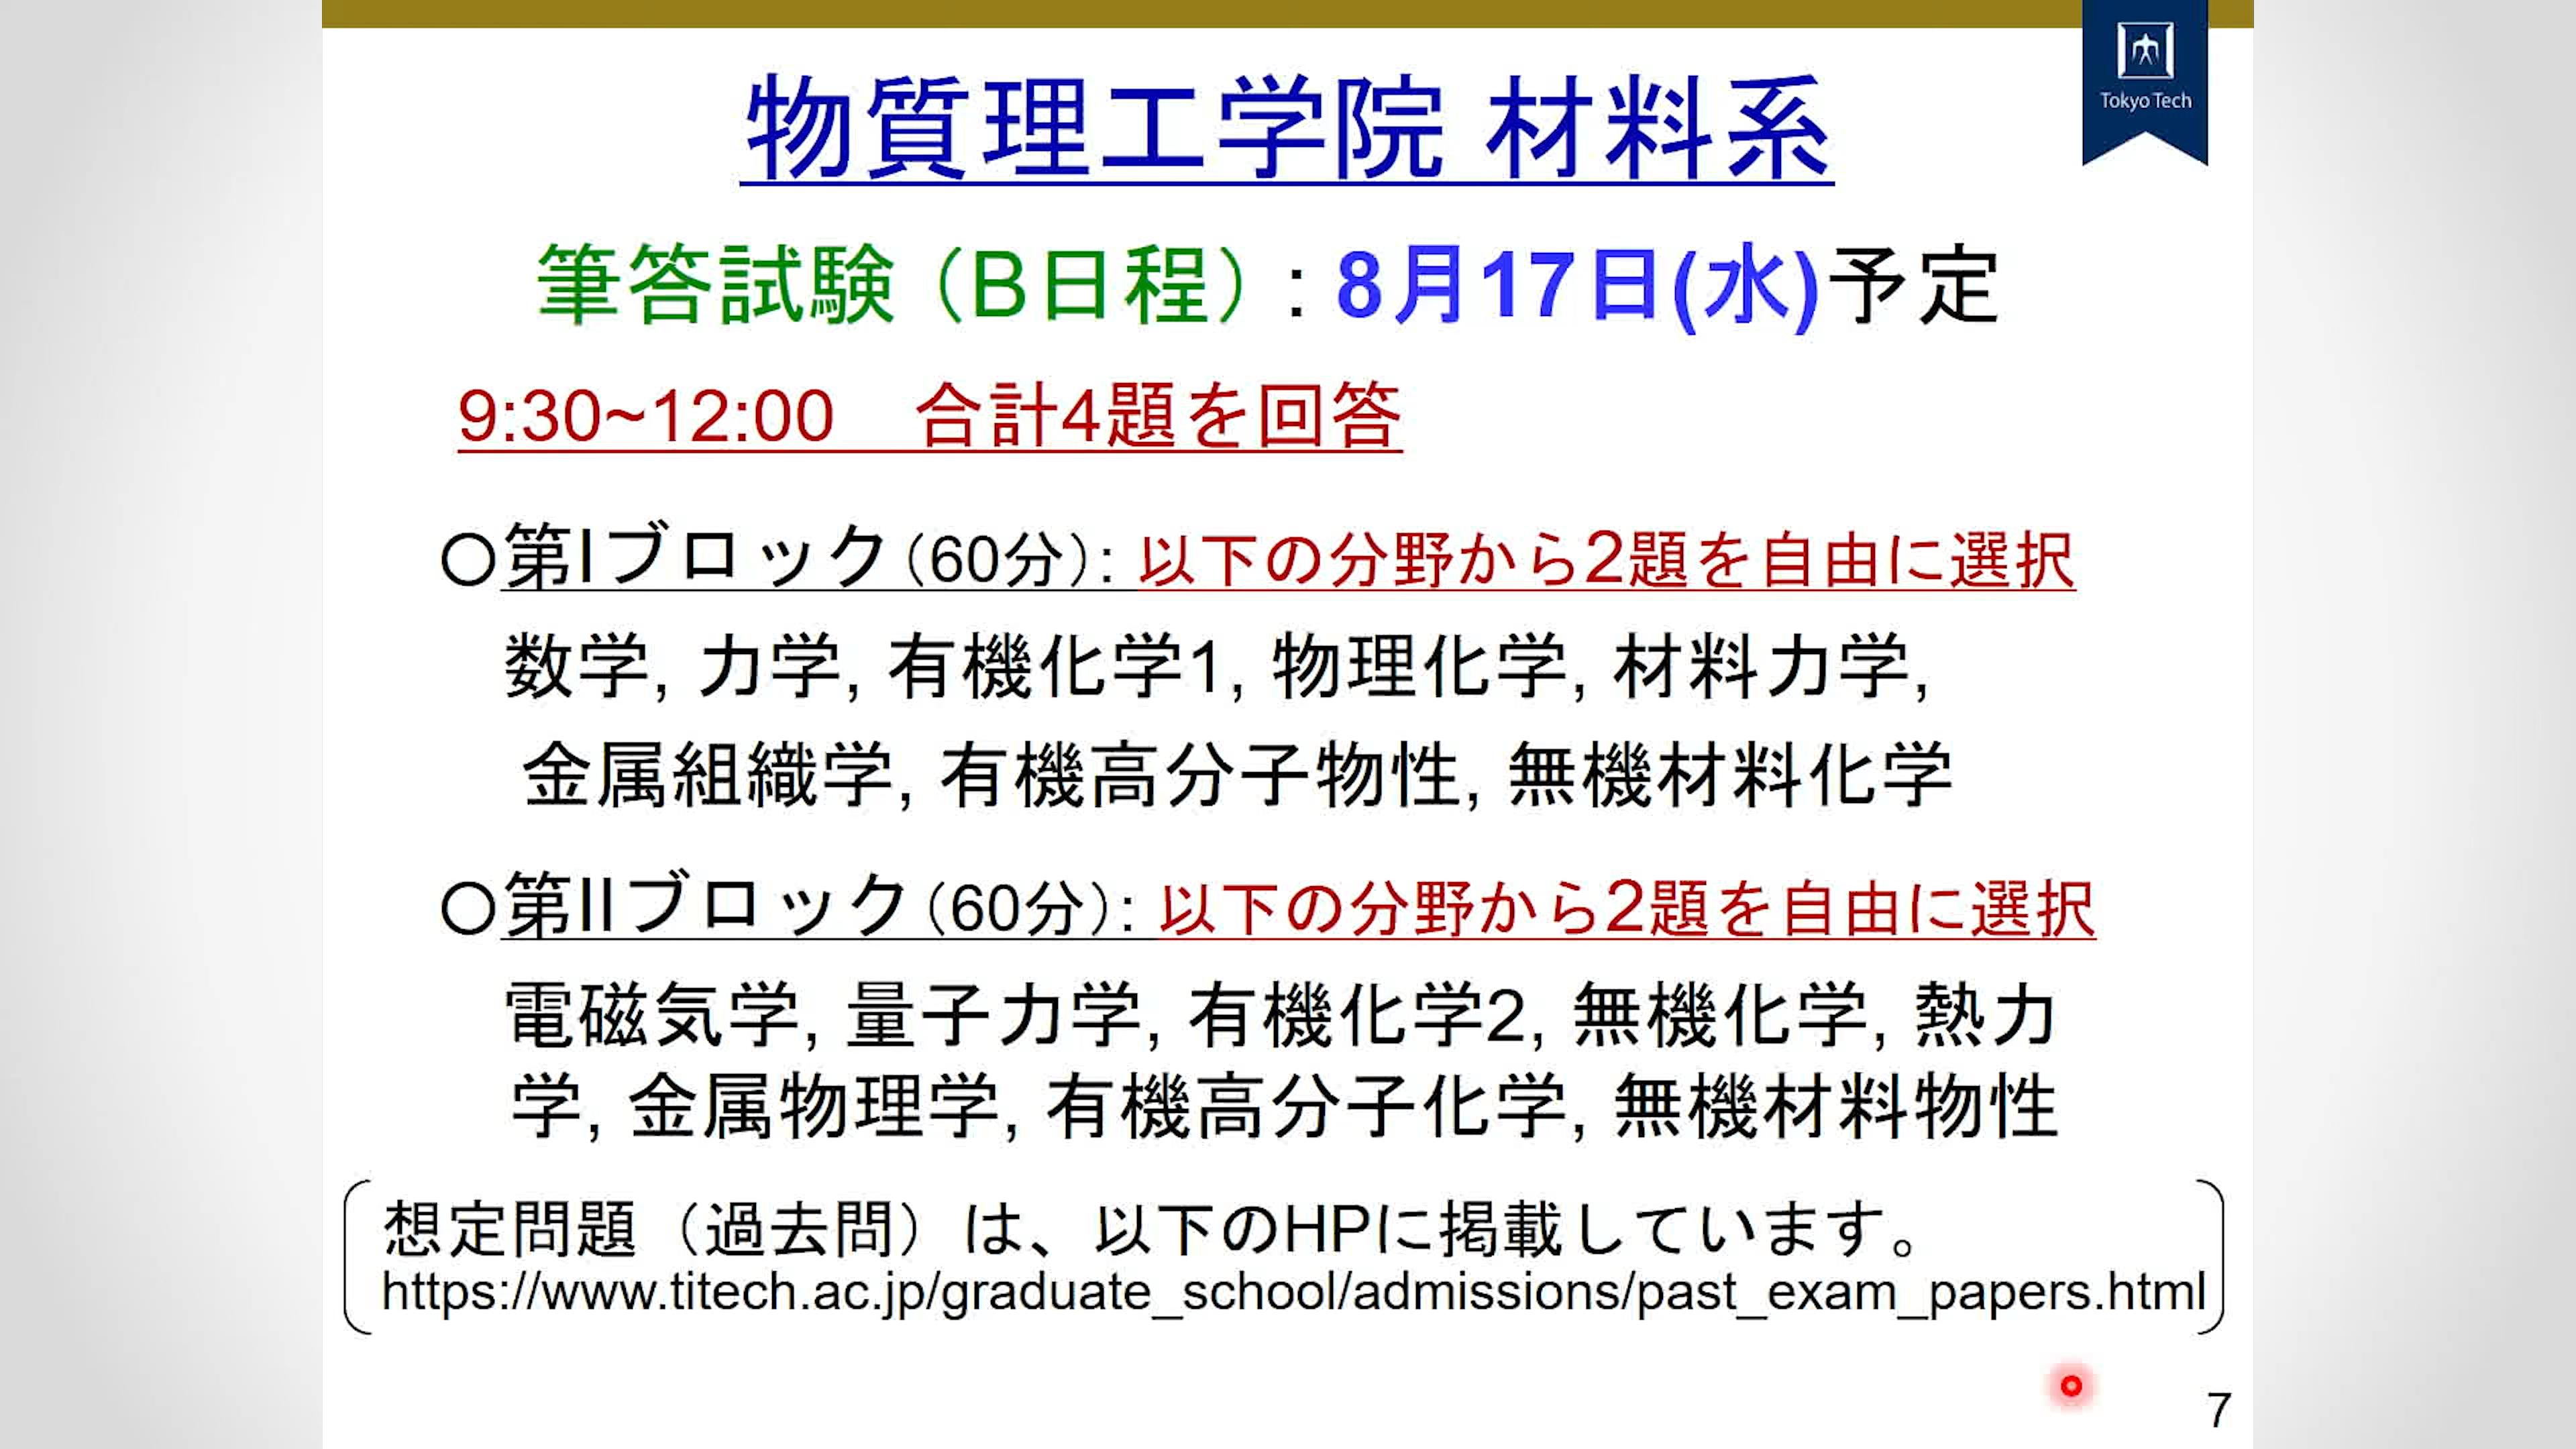 Tokyo Tech
物質理工学院 材料系
筆答試験（B日程）: 8月17日(水)予定
9:30~12:00　合計4題を回答
○第Iブロック（60分）: 以下の分野から2題を自由に選択
数学, 力学, 有機化学1, 物理化学, 材料力学,
金属組織学, 有機高分子物性, 無機材料化学
○第IIブロック（60分）: 以下の分野から2題を自由に選択
電磁気学, 量子力学, 有機化学2, 無機化学, 熱力
学, 金属物理学, 有機高分子化学, 無機材料物性
想定問題（過去問）は、以下のHPに掲載しています。
https://www.titech.ac.jp/graduate_school/admissions/past_exam_papers.html
7